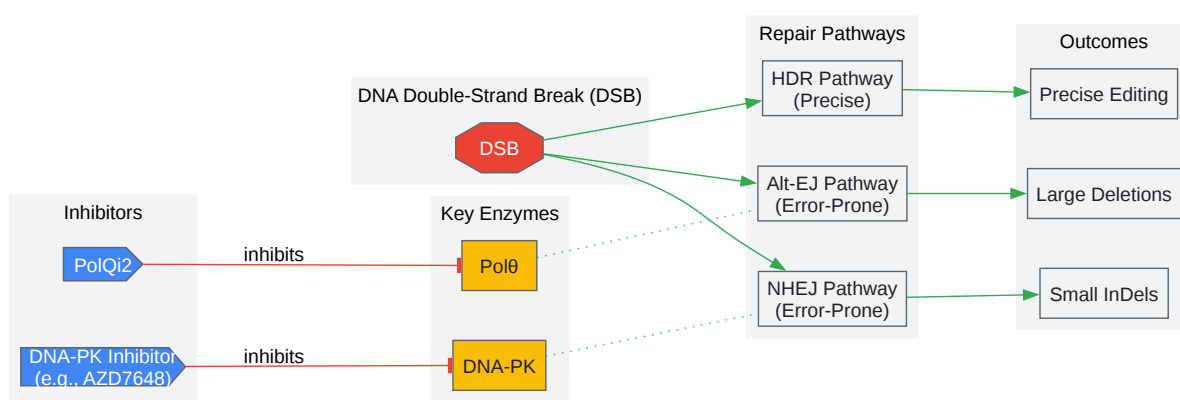 Repair Pathways
Outcomes
HDR Pathway
(Precise)
Precise Editing
DNA Double-Strand Break (DSB)
DSB
Alt-EJ Pathway
(Error-Prone)
Large Deletions
Inhibitors
Key Enzymes
PolQi2
inhibits
Polθ
NHEJ Pathway
(Error-Prone)
Small InDels
DNA-PK Inhibitor
(e.g., AZD7648)
inhibits
DNA-PK